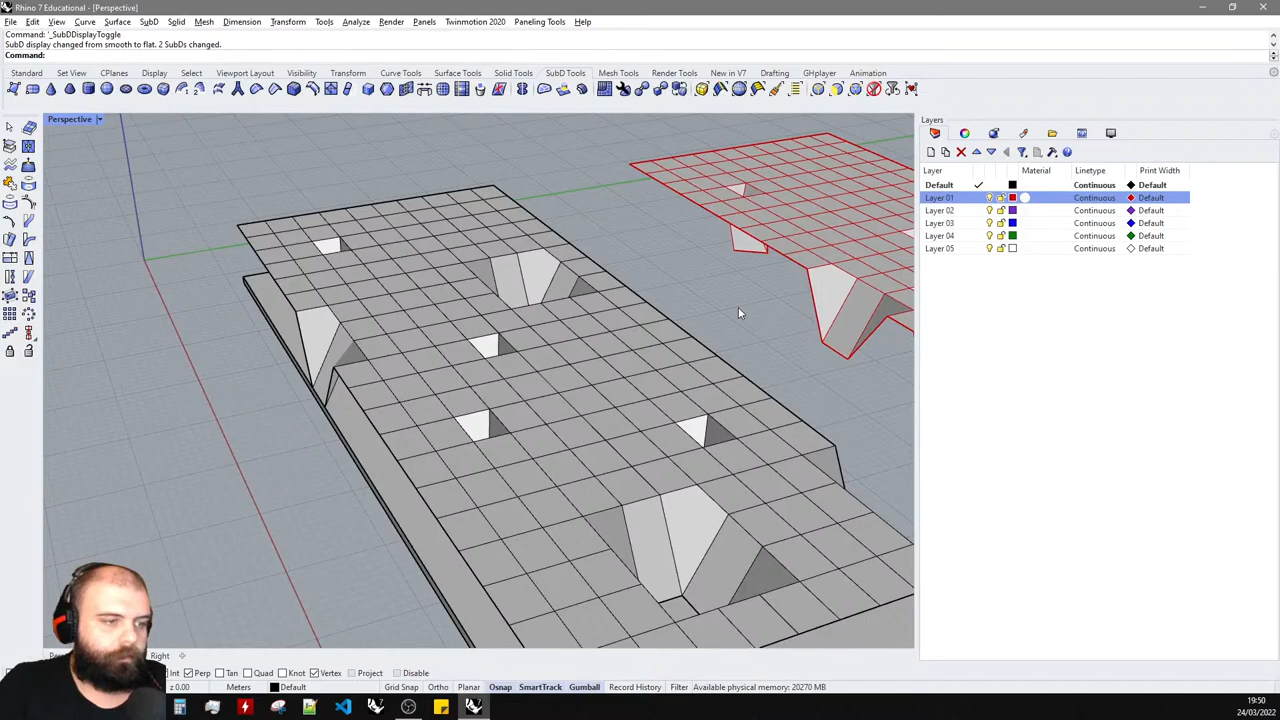 Rhino 7 Educational - [Perspective]
File Edit View Curve Surface SubD Solid Mesh Dimension Transform Tools Analyze Render Panels Twinmotion 2020 Paneling Tools Help
Command: '_SubDDisplayToggle
SubD display changed from smooth to flat. 2 SubDs changed.
Command:
Standard Set View CPlanes Display Select Viewport Layout Visibility Transform Curve Tools Surface Tools Solid Tools SubD Tools Mesh Tools Render Tools New in V7 Drafting GHplayer Animation
Perspective
Layers
Layer Material Linetype Print Width
Default Continuous Default
Layer 01 Continuous Default
Layer 02 Continuous Default
Layer 03 Continuous Default
Layer 04 Continuous Default
Layer 05 Continuous Default
Right
Int Perp Tan Quad Knot Vertex Project Disable
z 0.00 Meters Default Grid Snap Ortho Planar Osnap SmartTrack Gumball Record History Filter Available physical memory: 20270 MB
19:50
24/03/2022